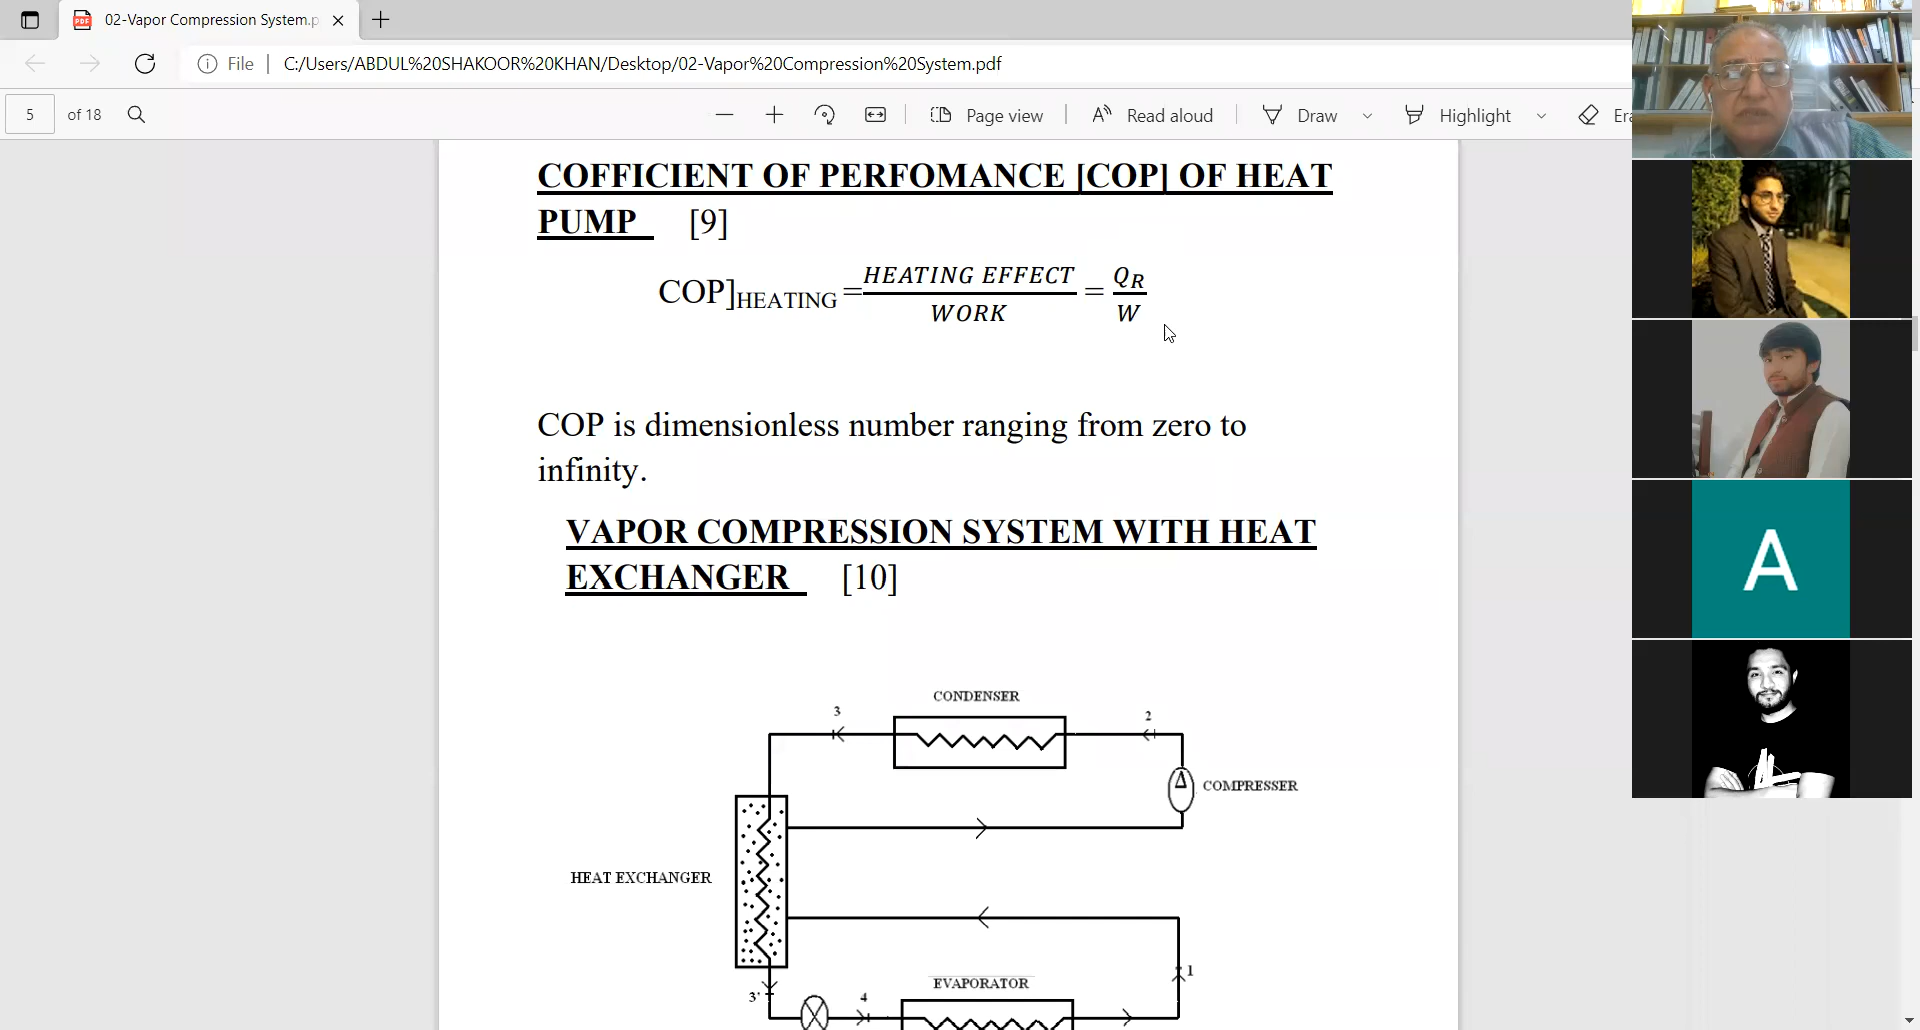 02-Vapor Compression System.p
File
C:/Users/ABDUL%20SHAKOOR%20KHAN/Desktop/02-Vapor%20Compression%20System.pdf
5 of 18
Page view
Read aloud
Draw
Highlight
Era
COFFICIENT OF PERFOMANCE [COP] OF HEAT
PUMP [9]
COP]HEATING = HEATING EFFECT / WORK = QR / W
COP is dimensionless number ranging from zero to
infinity.
VAPOR COMPRESSION SYSTEM WITH HEAT
EXCHANGER [10]
CONDENSER
3
2
COMPRESSER
HEAT EXCHANGER
1
EVAPORATOR
3'
4
A